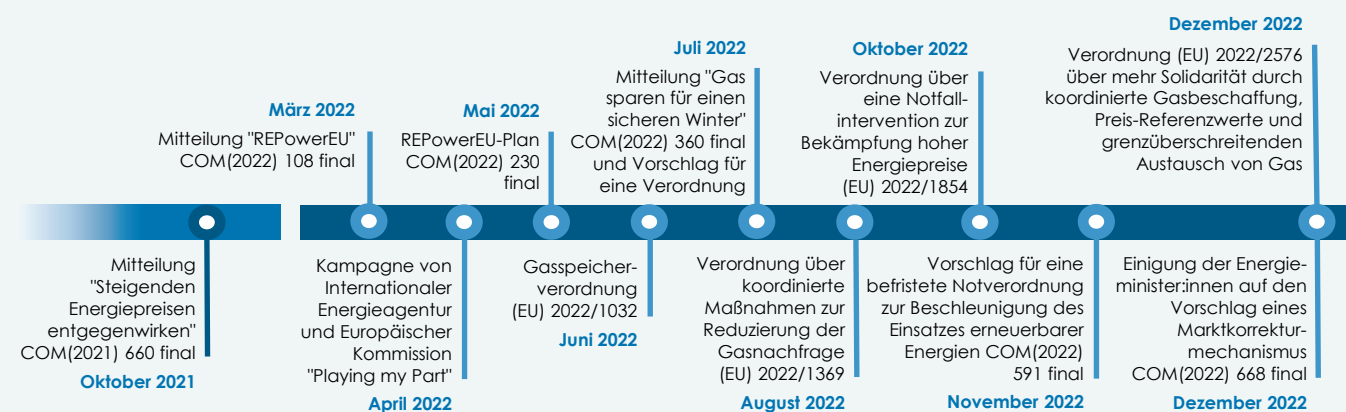 Dezember 2022
Verordnung (EU) 2022/2576
über mehr Solidarität durch
koordinierte Gasbeschaffung,
Preis-Referenzwerte und
grenzüberschreitenden
Austausch von Gas
Oktober 2022
Verordnung über
eine Notfall-
intervention zur
Bekämpfung hoher
Energiepreise
(EU) 2022/1854
Juli 2022
Mitteilung "Gas
sparen für einen
sicheren Winter"
COM(2022) 360 final
und Vorschlag für
eine Verordnung
Mai 2022
REPowerEU-Plan
COM(2022) 230
final
März 2022
Mitteilung "REPowerEU"
COM(2022) 108 final
Mitteilung
"Steigenden
Energiepreisen
entgegenwirken"
COM(2021) 660 final
Oktober 2021
Kampagne von
Internationaler
Energieagentur
und Europäischer
Kommission
"Playing my Part"
April 2022
Gasspeicher-
verordnung
(EU) 2022/1032
Juni 2022
Verordnung über
koordinierte
Maßnahmen zur
Reduzierung der
Gasnachfrage
(EU) 2022/1369
August 2022
Vorschlag für eine
befristete Notverordnung
zur Beschleunigung des
Einsatzes erneuerbarer
Energien COM(2022)
591 final
November 2022
Einigung der Energie-
minister:innen auf den
Vorschlag eines
Marktkorrektur-
mechanismus
COM(2022) 668 final
Dezember 2022